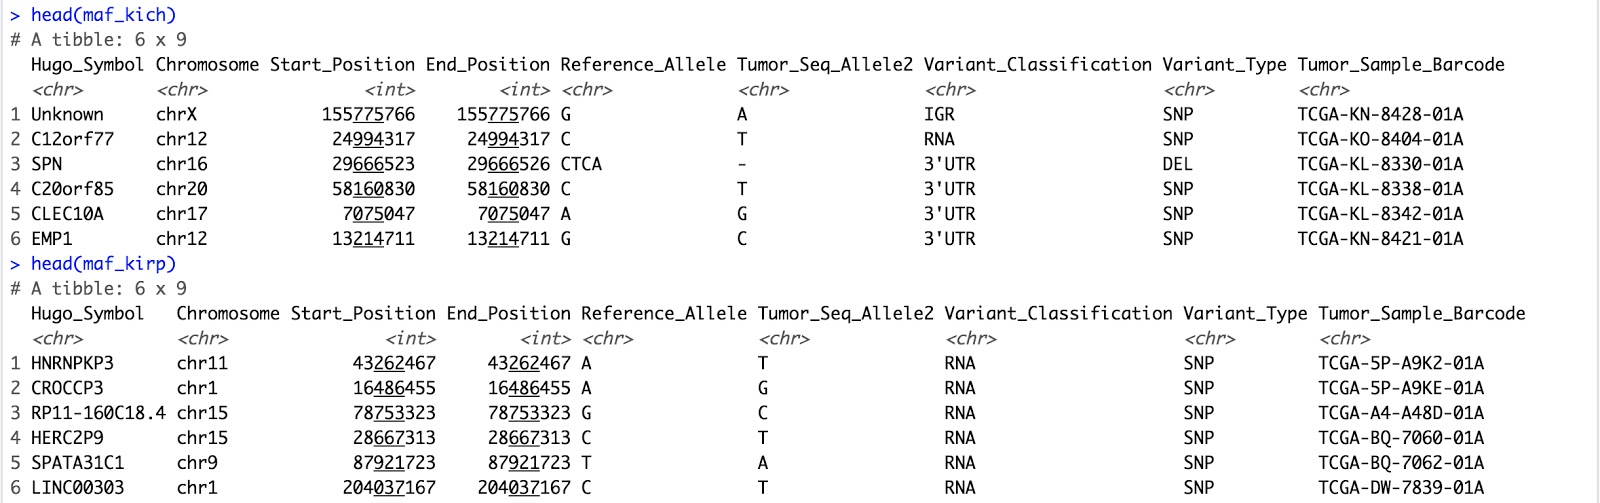 > head(maf_kich)
# A tibble: 6 x 9
Hugo_Symbol Chromosome Start_Position End_Position Reference_Allele Tumor_Seq_Allele2 Variant_Classification Variant_Type Tumor_Sample_Barcode
<chr> <chr> <int> <int> <chr> <chr> <chr> <chr> <chr>
1 Unknown chrX 155775766 155775766 G A IGR SNP TCGA-KN-8428-01A
2 C12orf77 chr12 24994317 24994317 C T RNA SNP TCGA-KO-8404-01A
3 SPN chr16 29666523 29666526 CTCA - 3'UTR DEL TCGA-KL-8330-01A
4 C20orf85 chr20 58160830 58160830 C T 3'UTR SNP TCGA-KL-8338-01A
5 CLEC10A chr17 7075047 7075047 A G 3'UTR SNP TCGA-KL-8342-01A
6 EMP1 chr12 13214711 13214711 G C 3'UTR SNP TCGA-KN-8421-01A
> head(maf_kirp)
# A tibble: 6 x 9
Hugo_Symbol Chromosome Start_Position End_Position Reference_Allele Tumor_Seq_Allele2 Variant_Classification Variant_Type Tumor_Sample_Barcode
<chr> <chr> <int> <int> <chr> <chr> <chr> <chr> <chr>
1 HNRNPKP3 chr11 43262467 43262467 A T RNA SNP TCGA-5P-A9K2-01A
2 CROCCP3 chr1 16486455 16486455 A G RNA SNP TCGA-5P-A9KE-01A
3 RP11-160C18.4 chr15 78753323 78753323 G C RNA SNP TCGA-A4-A48D-01A
4 HERC2P9 chr15 28667313 28667313 C T RNA SNP TCGA-BQ-7060-01A
5 SPATA31C1 chr9 87921723 87921723 T A RNA SNP TCGA-BQ-7062-01A
6 LINC00303 chr1 204037167 204037167 C T RNA SNP TCGA-DW-7839-01A